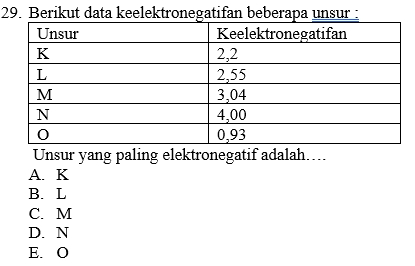 29. Berikut data keelektronegatifan beberapa unsur :
Unsur Keelektronegatifan
K 2,2
L 2,55
M 3,04
N 4,00
O 0,93
Unsur yang paling elektronegatif adalah….
A. K
B. L
C. M
D. N
E. O